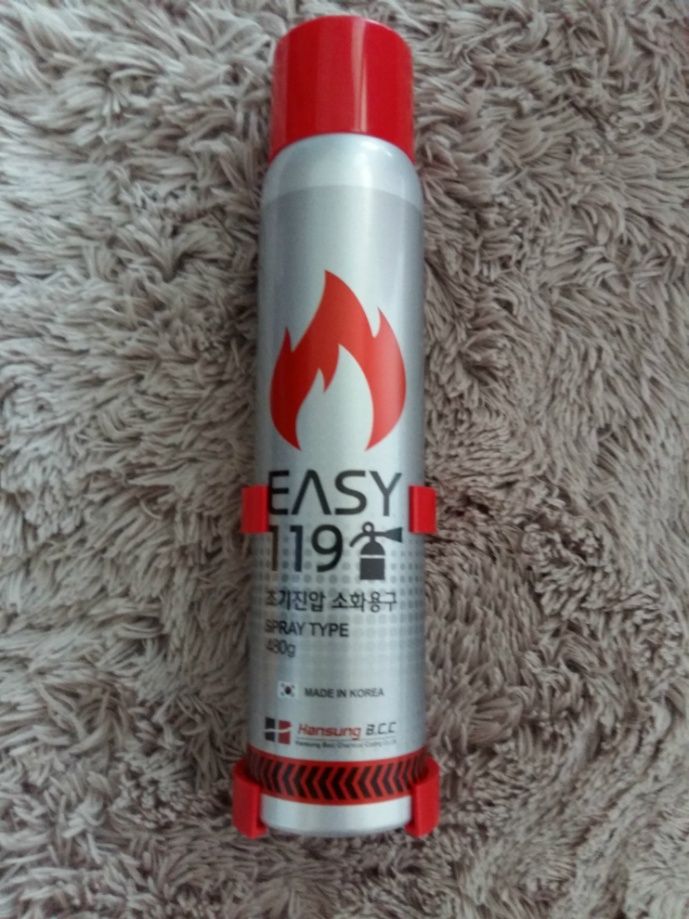 EASY
119
초기진압 소화용구
SPRAY TYPE
480g
MADE IN KOREA
Hansung B.C.C